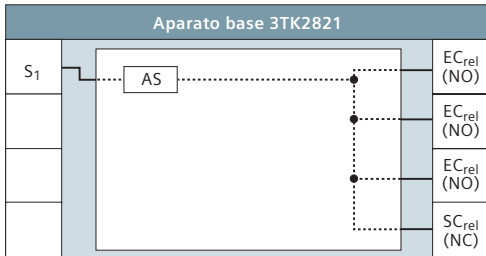 Aparato base 3TK2821
S1
AS
ECrel
(NO)
ECrel
(NO)
ECrel
(NO)
SCrel
(NC)